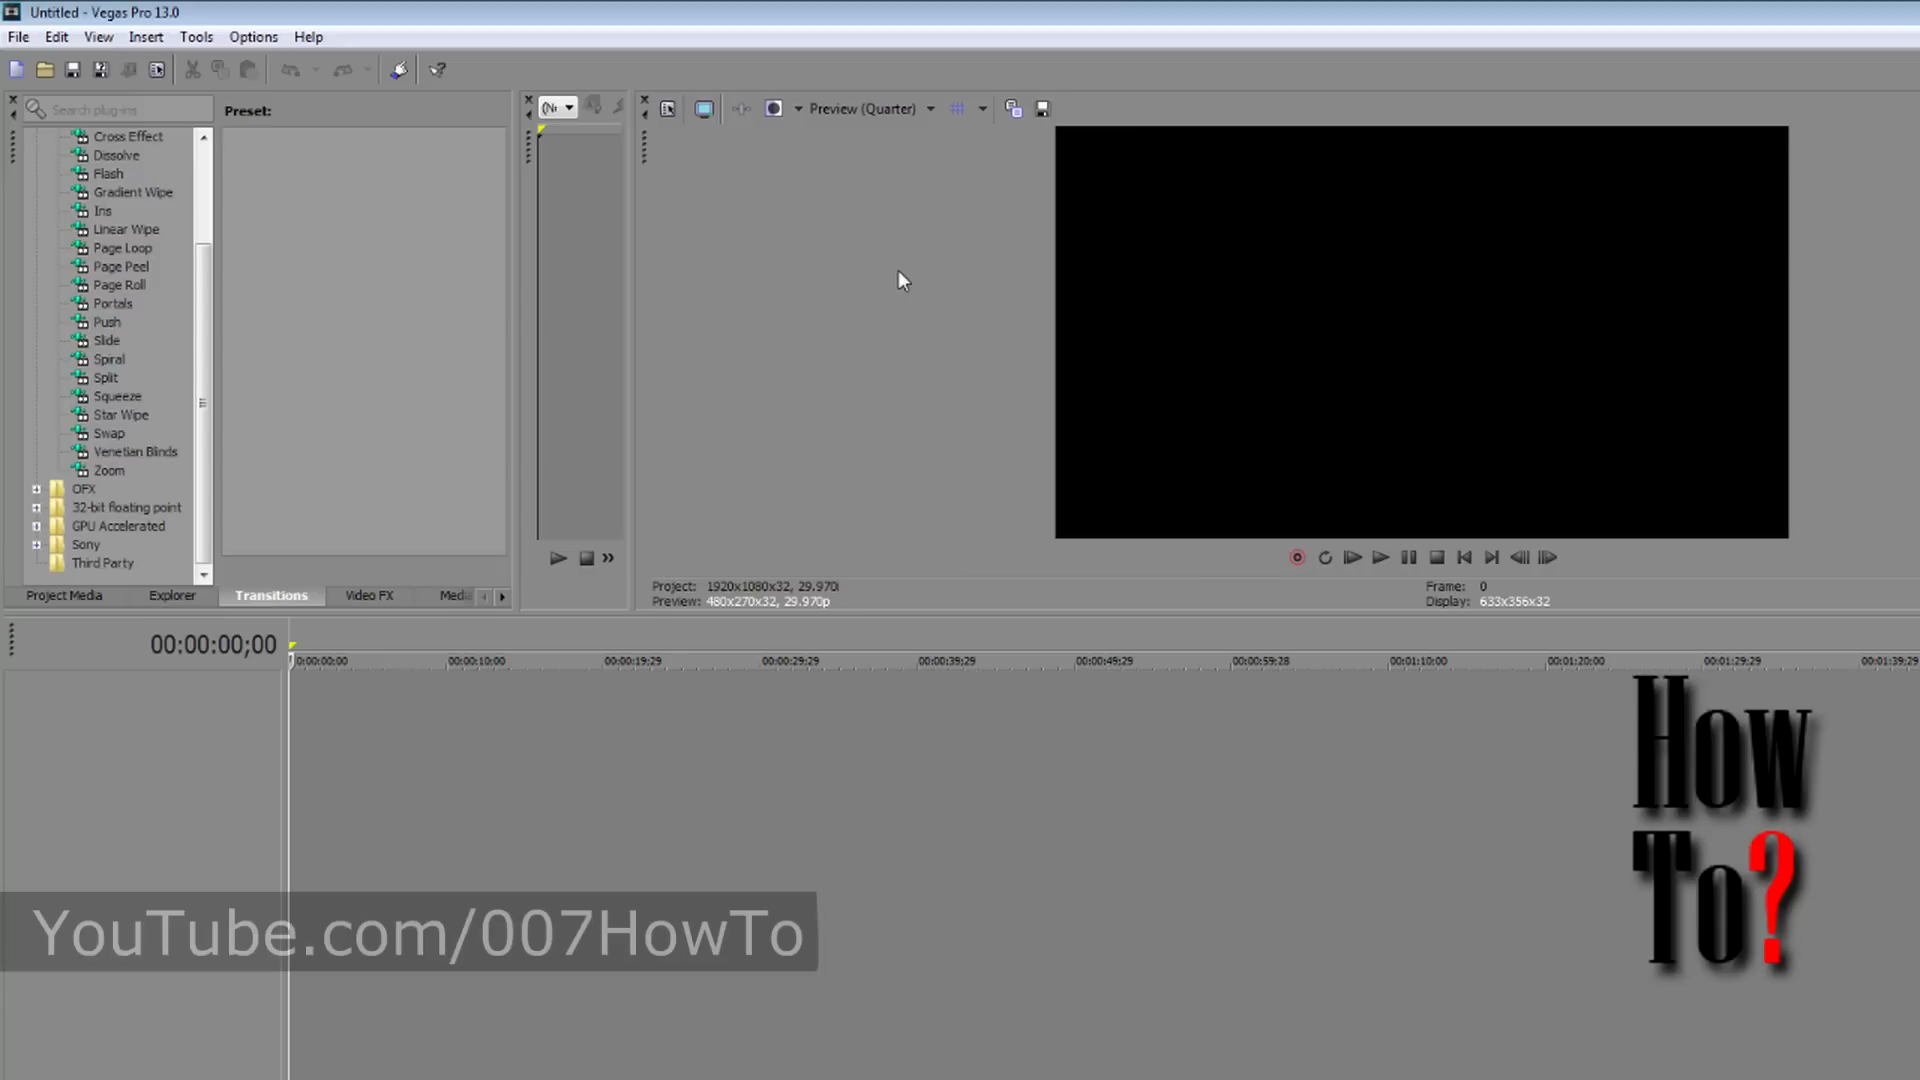 Untitled - Vegas Pro 13.0
File Edit View Insert Tools Options Help
Search plug-ins
Preset:
Preview (Quarter)
Cross Effect
Dissolve
Flash
Gradient Wipe
Iris
Linear Wipe
Page Loop
Page Peel
Page Roll
Portals
Push
Slide
Spiral
Split
Squeeze
Star Wipe
Swap
Venetian Blinds
Zoom
OFX
32-bit floating point
GPU Accelerated
Sony
Third Party
Project Media Explorer Transitions Video FX
Project: 1920x1080x32, 29.970i
Preview: 480x270x32, 29.970p
Frame: 0
Display: 633x356x32
00:00:00;00
0:00:00:00 00:00:10:00 00:00:19;29 00:00:29;29 00:00:39;29 00:00:49;29 00:00:59;28 00:01:10:00 00:01:20:00 00:01:29;29 00:01:39;29
How
To?
YouTube.com/007HowTo